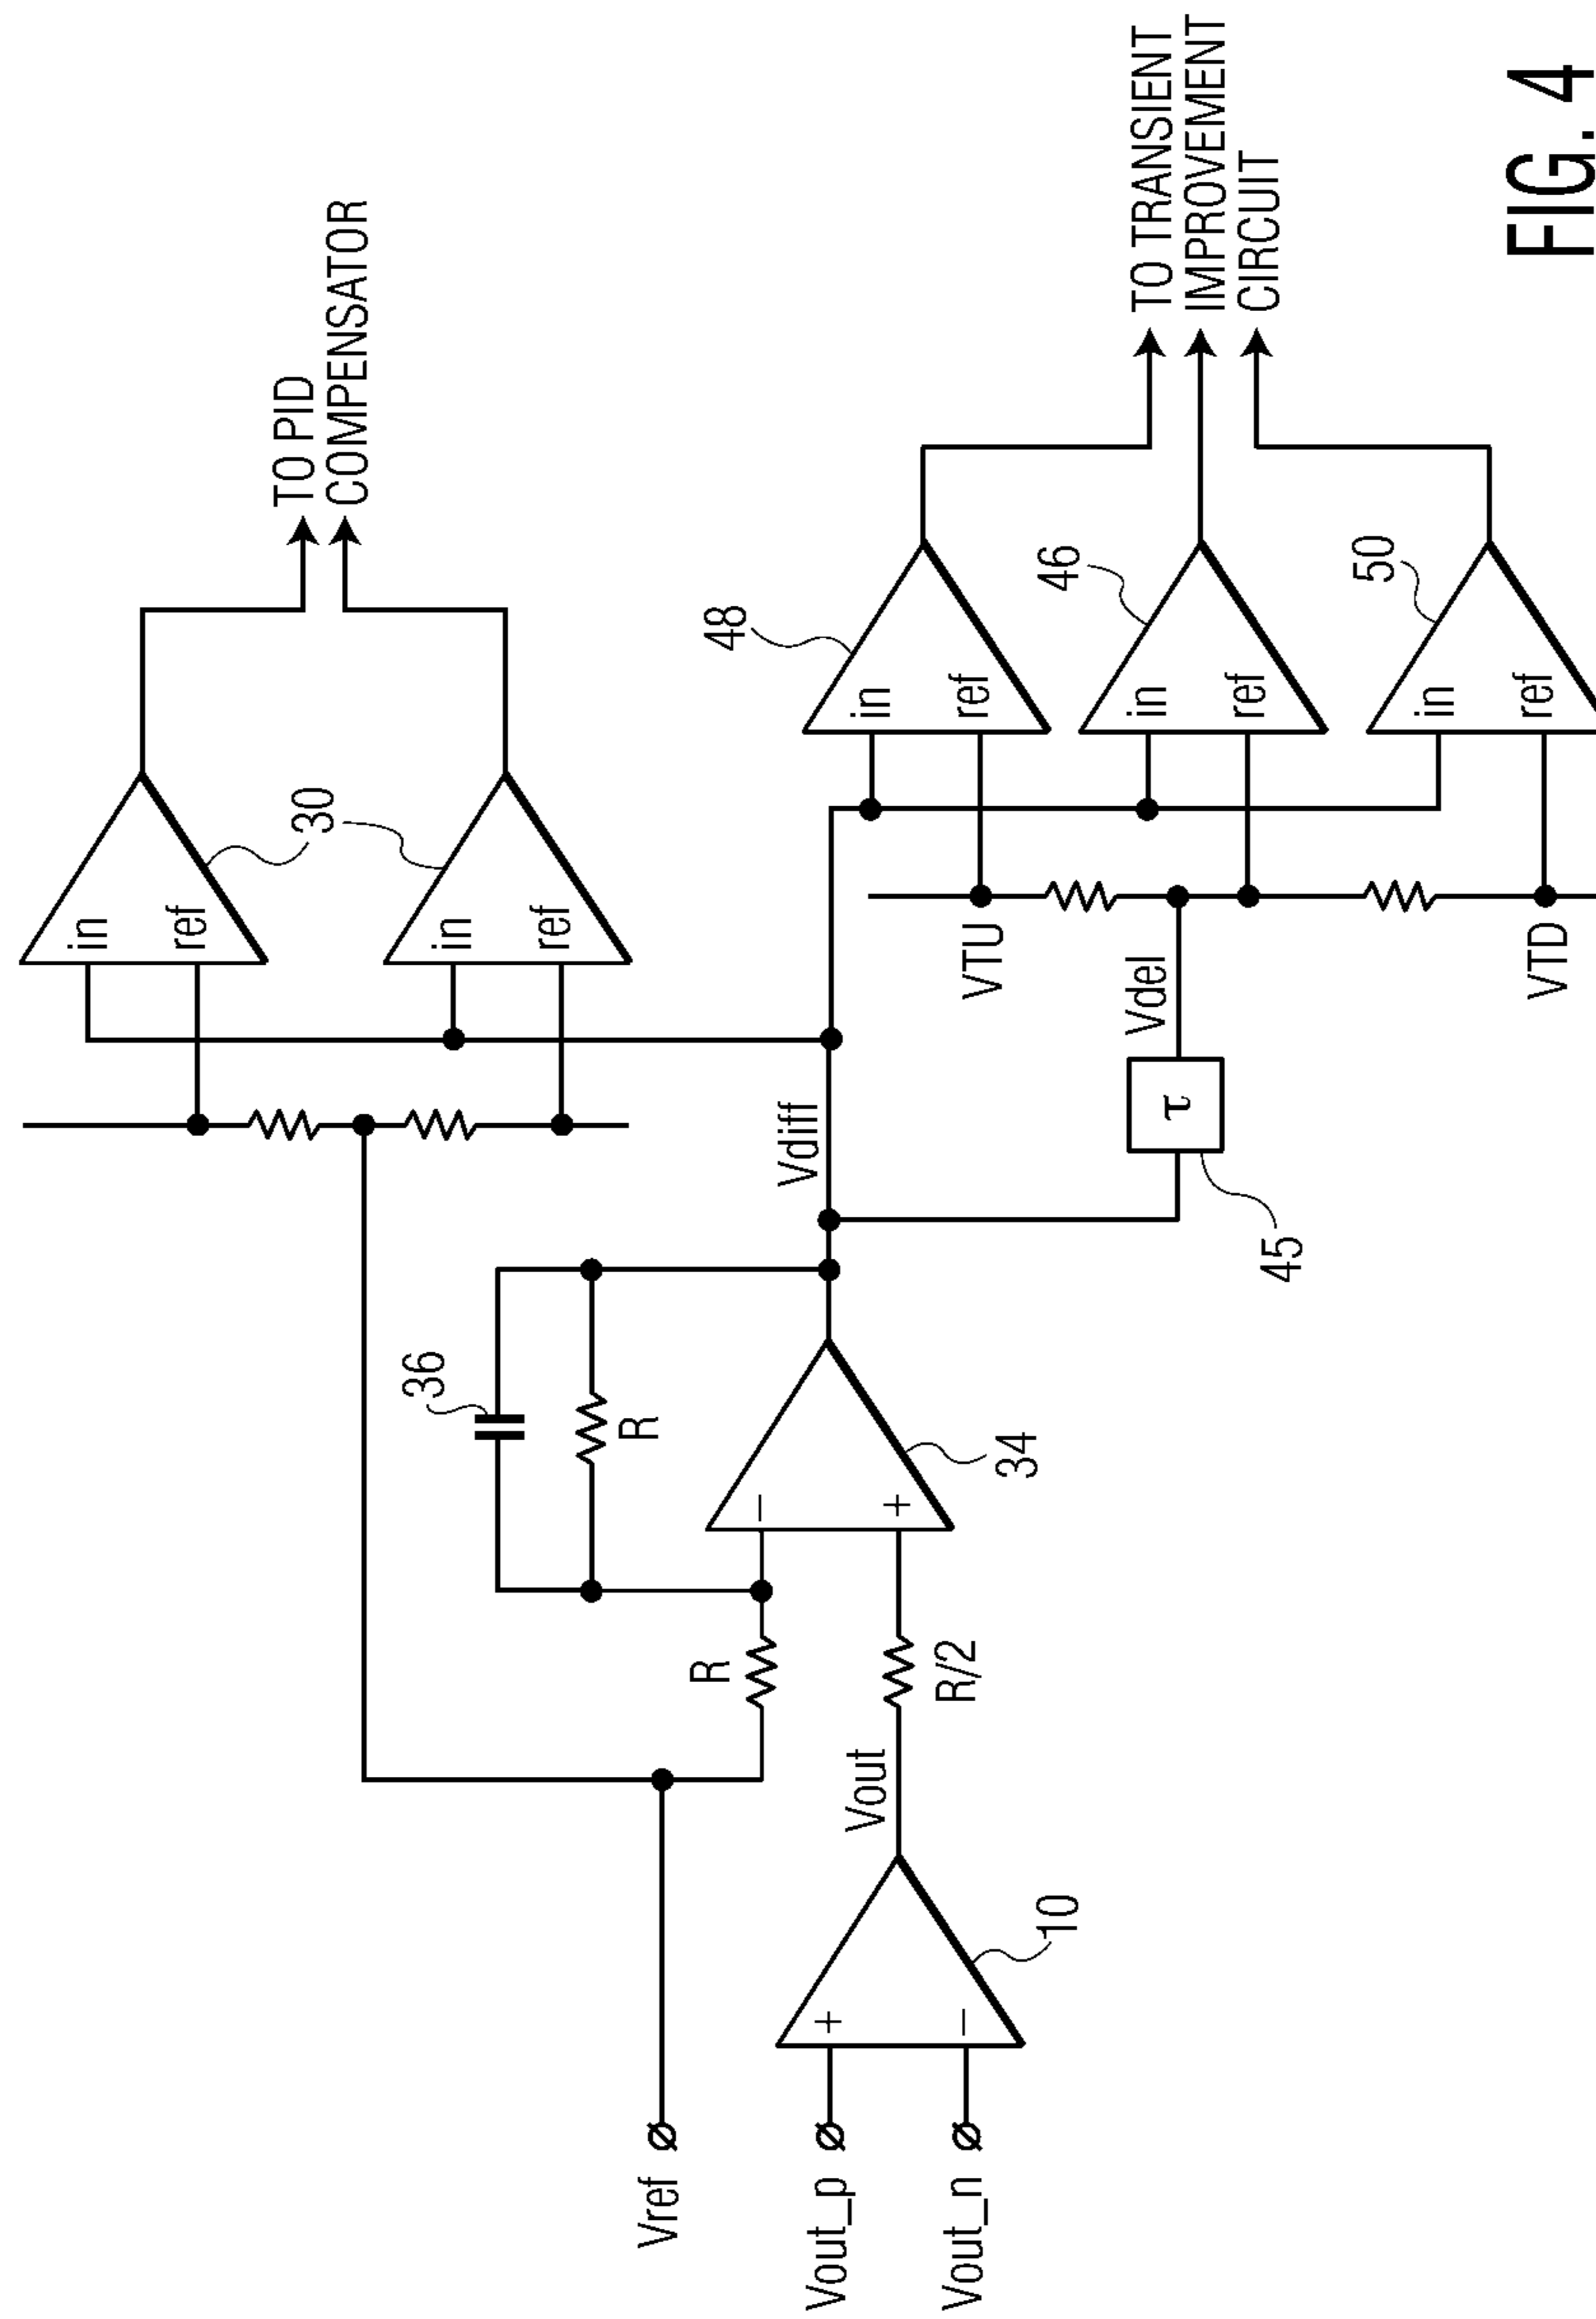 TO PID
COMPENSATOR
in
ref
30
in
ref
48
in
ref
TO TRANSIENT
IMPROVEMENT
CIRCUIT
46
in
ref
50
in
ref
VTU
Vdel
VTD
τ
45
Vdiff
36
R
−
+
34
R
R/2
Vref
Vout
Vout_p
+
Vout_n
−
10
FIG. 4